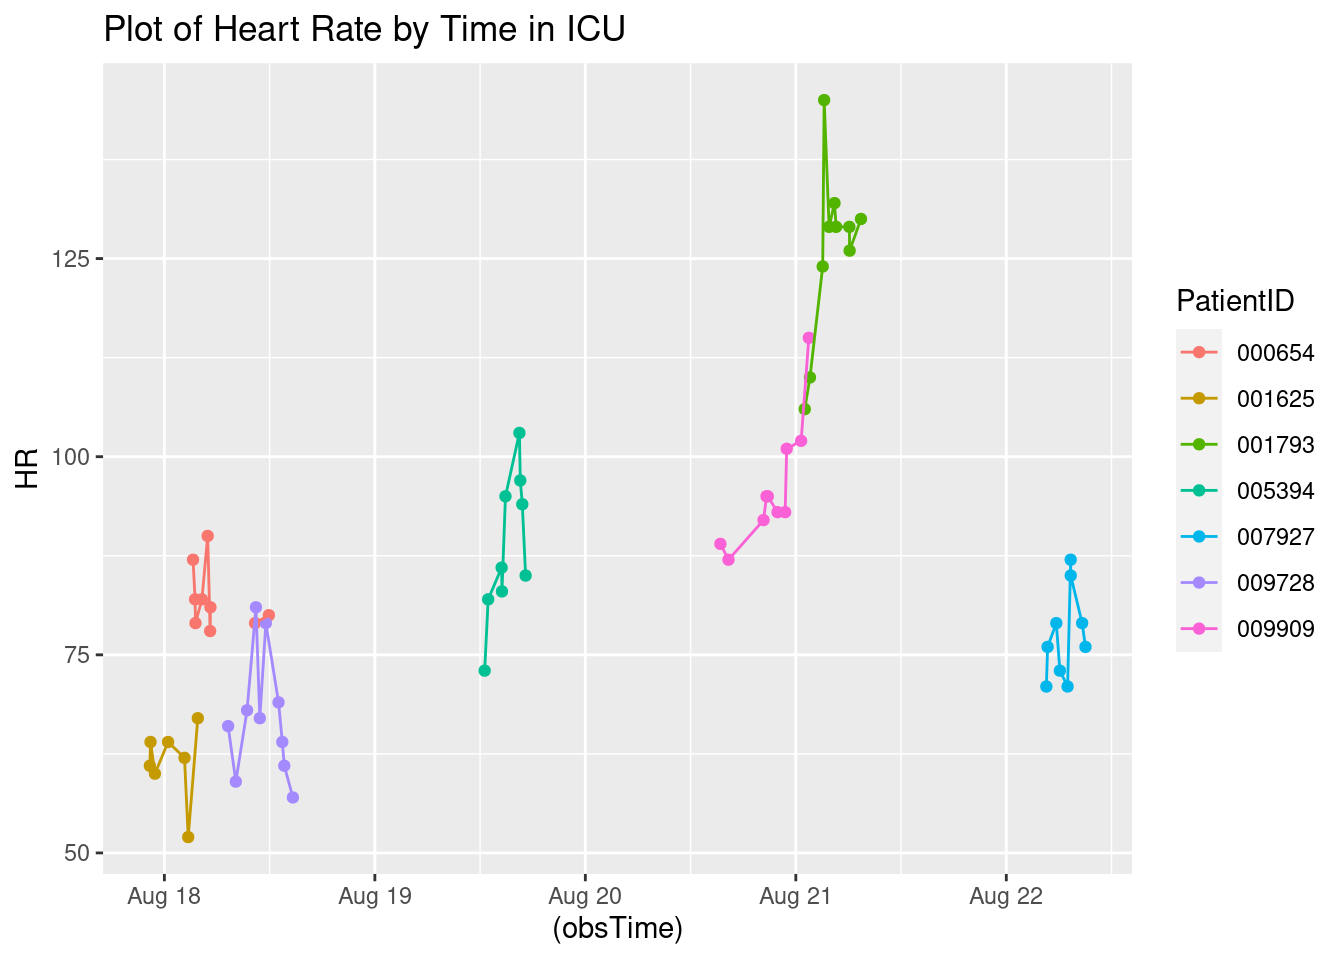 Plot of Heart Rate by Time in ICU
HR
125
100
75
50
Aug 18
Aug 19
Aug 20
Aug 21
Aug 22
(obsTime)
PatientID
000654
001625
001793
005394
007927
009728
009909